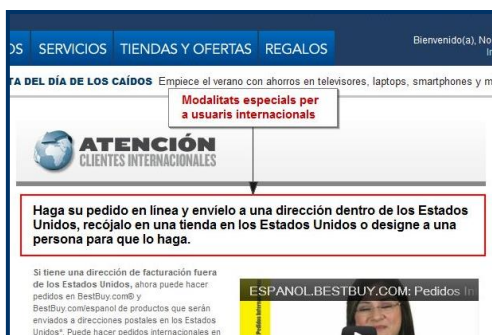 OS SERVICIOS TIENDAS Y OFERTAS REGALOS
Bienvenido(a), No
In
TA DEL DÍA DE LOS CAÍDOS Empiece el verano con ahorros en televisores, laptops, smartphones y m
Modalitats especials per
a usuaris internacionals
ATENCIÓN
CLIENTES INTERNACIONALES
Haga su pedido en línea y envíelo a una dirección dentro de los Estados
Unidos, recójalo en una tienda en los Estados Unidos o designe a una
persona para que lo haga.
Si tiene una dirección de facturación fuera
de los Estados Unidos, ahora puede hacer
pedidos en BestBuy.com® y
BestBuy.com/espanol de productos que serán
enviados a direcciones postales en los Estados
Unidos*. Puede hacer pedidos internacionales en
ESPANOL.BESTBUY.COM: Pedidos In
Pedidos Internacionales